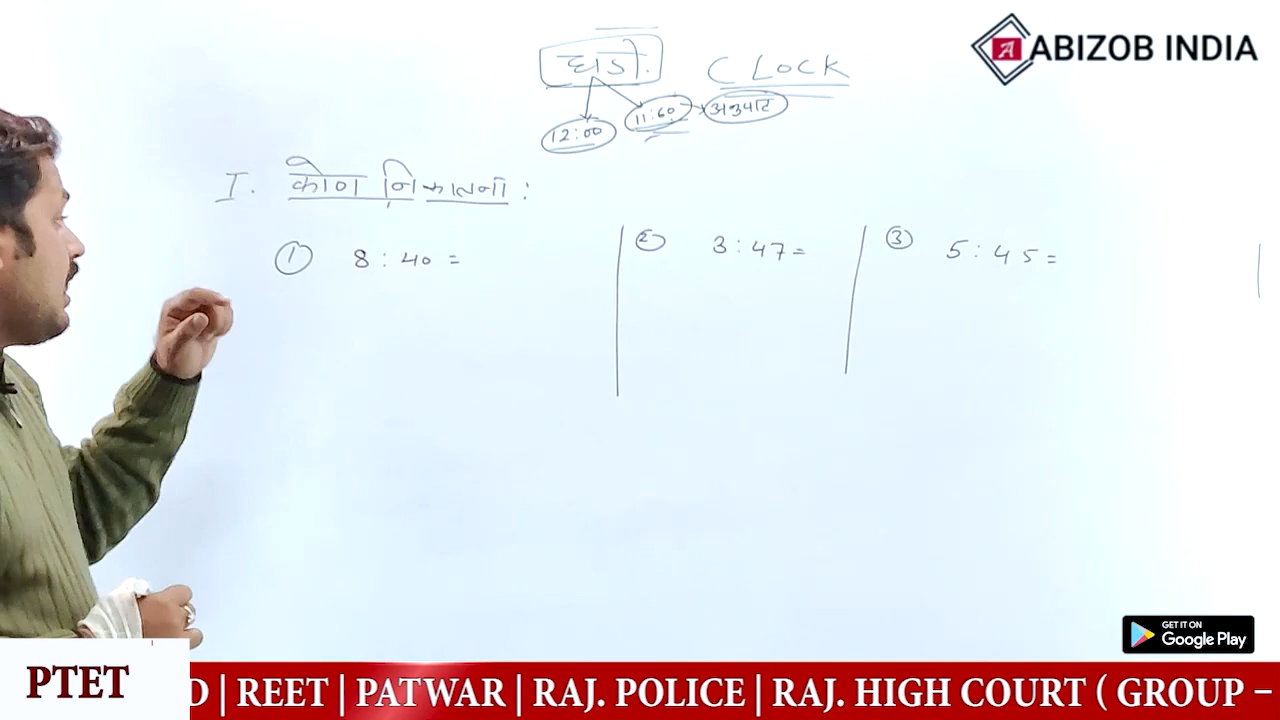 ABIZOB INDIA
घडी. CLOCK
12:00 11:60 अनुपात
I. कोण निकालना :
① 8:40 =
② 3:47 =
③ 5:45 =
GET IT ON
Google Play
PTET
D | REET | PATWAR | RAJ. POLICE | RAJ. HIGH COURT ( GROUP –